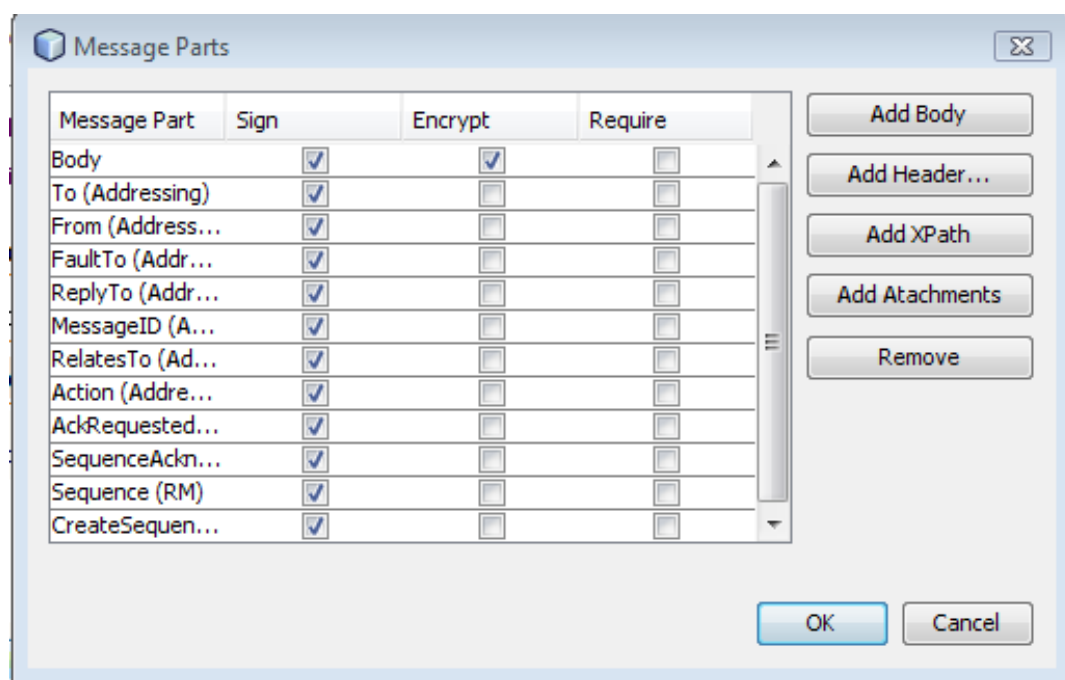 Message Parts
Message Part Sign Encrypt Require
Body
To (Addressing)
From (Address...
FaultTo (Addr...
ReplyTo (Addr...
MessageID (A...
RelatesTo (Ad...
Action (Addre...
AckRequested...
SequenceAckn...
Sequence (RM)
CreateSequen...
Add Body
Add Header...
Add XPath
Add Atachments
Remove
OK Cancel